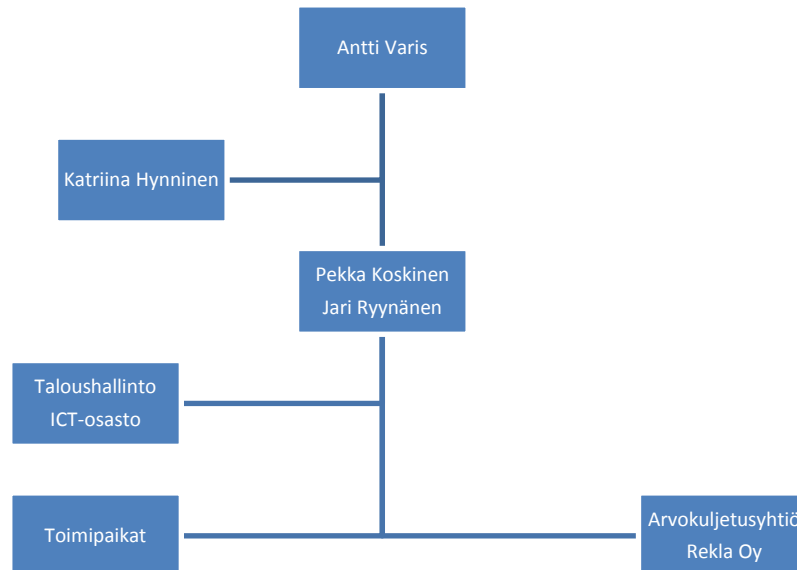 Antti Varis
Katriina Hynninen
Pekka Koskinen
Jari Ryynänen
Taloushallinto
ICT-osasto
Toimipaikat
Arvokuljetusyhtiö
Rekla Oy